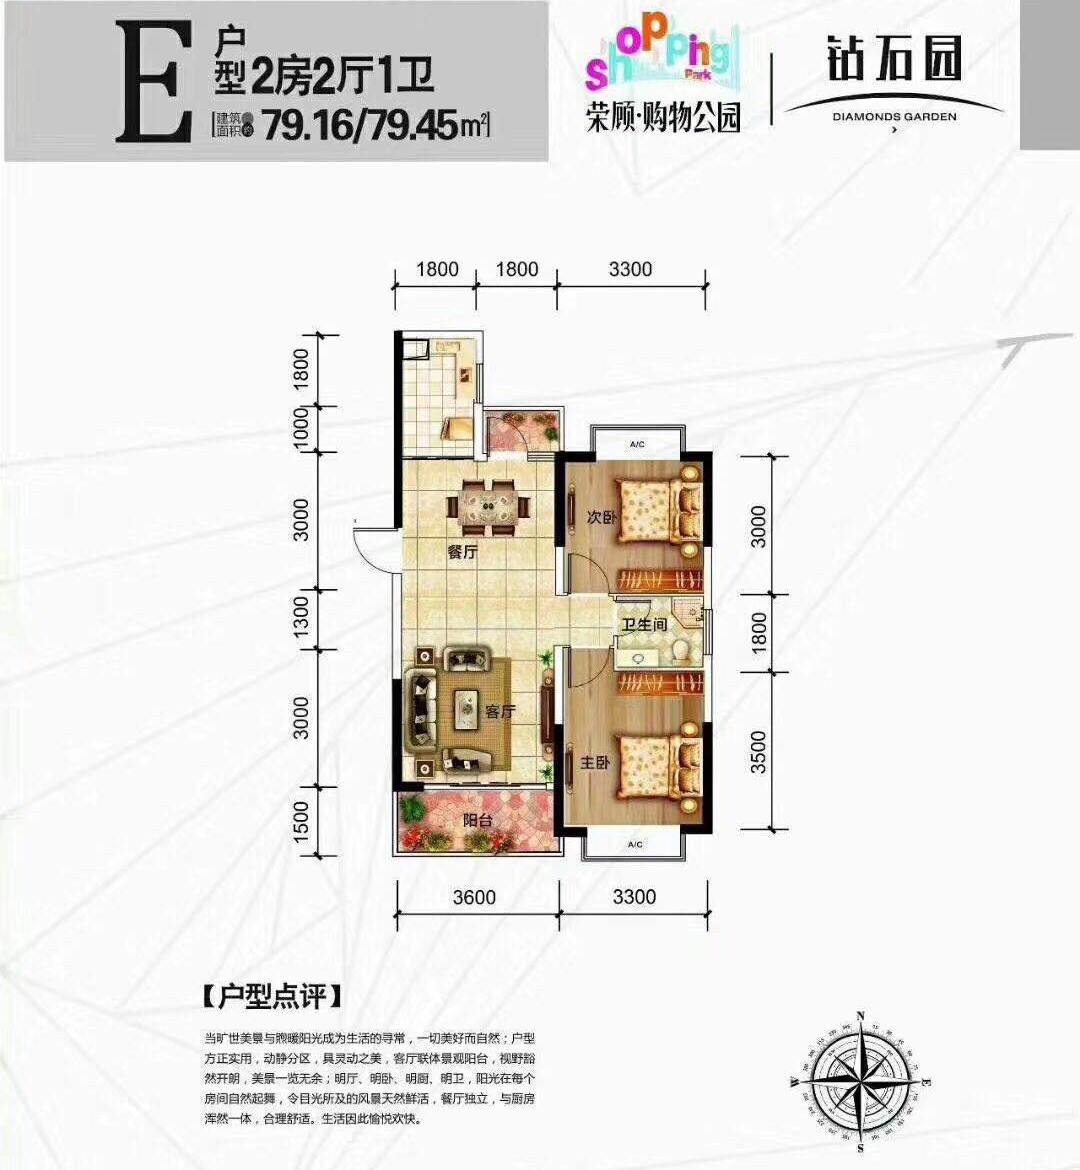 E 户型 2房2厅1卫
建筑面积约 79.16/79.45m²
shopping Park
荣顾·购物公园
钻石园
DIAMONDS GARDEN
1800 1800 3300
1800
1000
3000
1300
3000
1500
A/C
次卧
餐厅
卫生间
客厅
主卧
阳台
A/C
3000
1800
3500
3600 3300
【户型点评】
当旷世美景与煦暖阳光成为生活的寻常，一切美好而自然；户型
方正实用，动静分区，具灵动之美，客厅联体景观阳台，视野豁
然开朗，美景一览无余；明厅、明卧、明厨、明卫，阳光在每个
房间自然起舞，令目光所及的风景天然鲜活，餐厅独立，与厨房
浑然一体，合理舒适。生活因此愉悦欢快。
N
W E
S